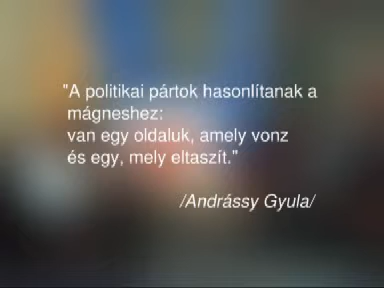 "A politikai pártok hasonlítanak a
mágneshez:
van egy oldaluk, amely vonz
és egy, mely eltaszít."
/Andrássy Gyula/